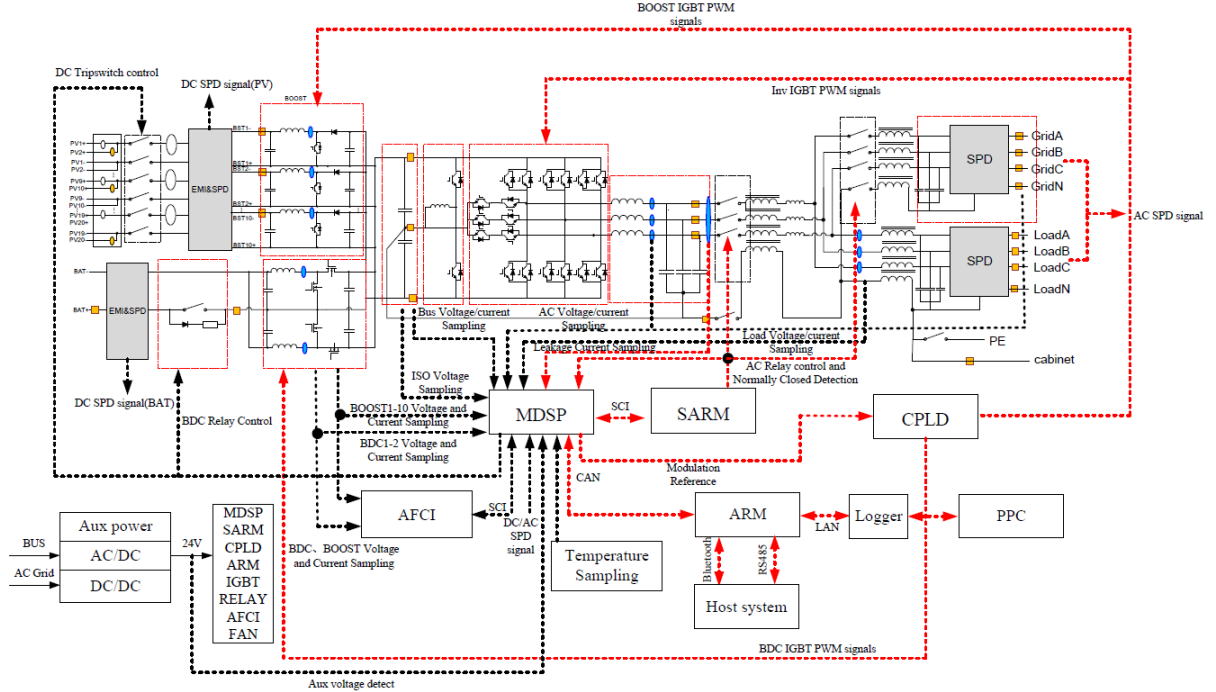 BOOST IGBT PWM
signals
DC Tripswitch control
DC SPD signal(PV)
BOOST
Inv IGBT PWM signals
PV1+
PV2+
PV1-
PV2-
PV9+
PV10+
PV9-
PV10-
PV19+
PV20+
PV19-
PV20-
EMI&SPD
BST1-
BST1+
BST2-
BST2+
BST10-
BST10+
SPD
GridA
GridB
GridC
GridN
AC SPD signal
SPD
LoadA
LoadB
LoadC
LoadN
BAT-
BAT+
EMI&SPD
PE
cabinet
DC SPD signal(BAT)
BDC Relay Control
Bus Voltage/current
Sampling
AC Voltage/current
Sampling
Leakage Current Sampling
Load Voltage/current
Sampling
AC Relay control and
Normally Closed Detection
ISO Voltage
Sampling
BOOST1-10 Voltage and
Current Sampling
BDC1-2 Voltage and
Current Sampling
MDSP
SCI
SARM
CPLD
Modulation
Reference
CAN
AFCI
SCI
DC/AC
SPD
signal
BDC、BOOST Voltage
and Current Sampling
Temperature
Sampling
ARM
LAN
Logger
PPC
Bluetooth
RS485
Host system
BUS
AC Grid
Aux power
AC/DC
DC/DC
24V
MDSP
SARM
CPLD
ARM
IGBT
RELAY
AFCI
FAN
BDC IGBT PWM signals
Aux voltage detect